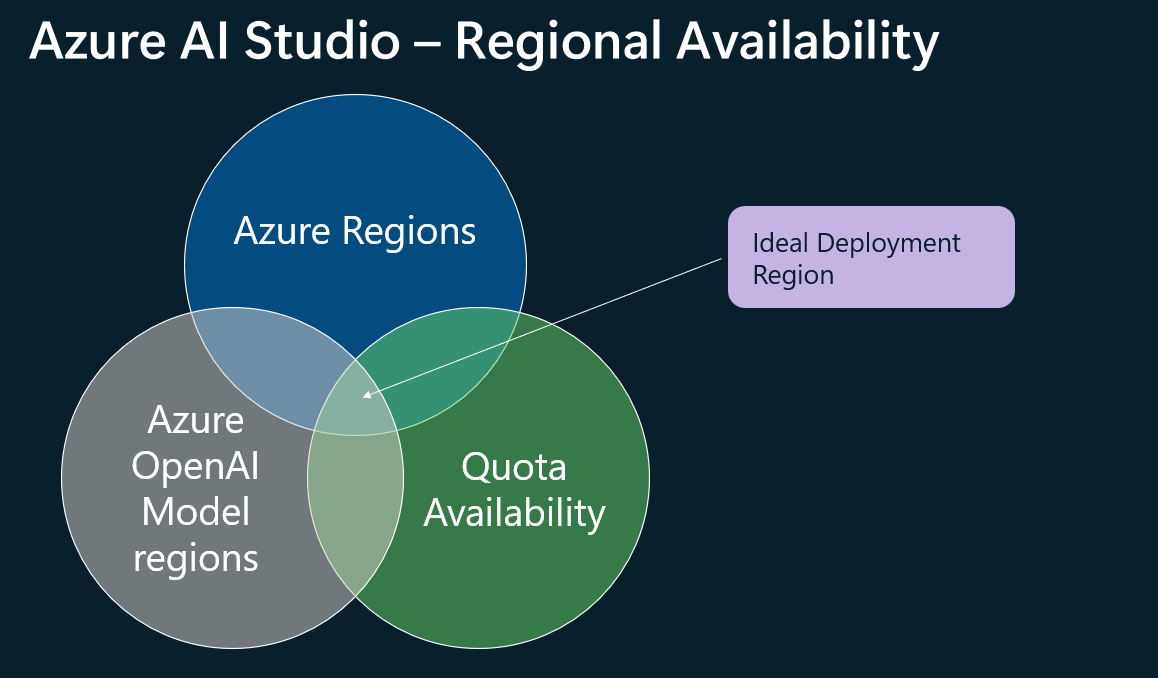 Azure AI Studio – Regional Availability
Azure Regions
Ideal Deployment
Region
Azure
OpenAI
Model
regions
Quota
Availability